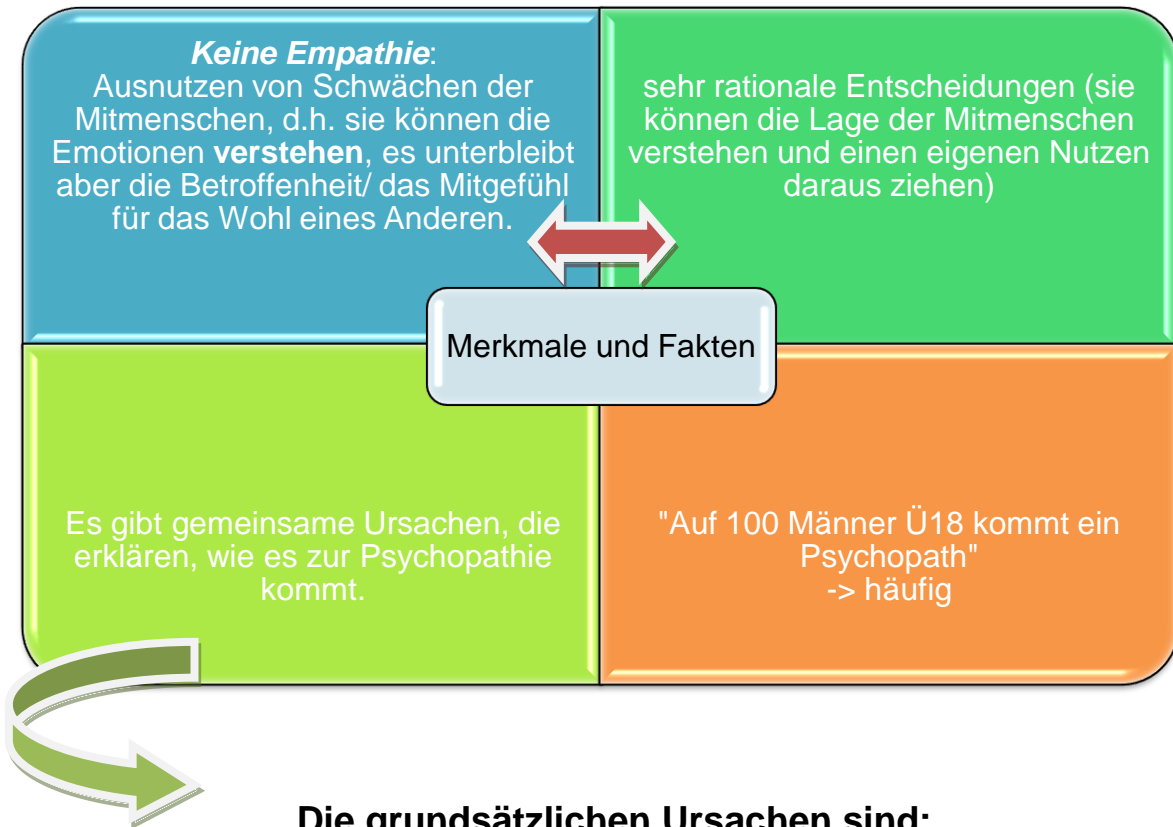 Keine Empathie:
Ausnutzen von Schwächen der
Mitmenschen, d.h. sie können die
Emotionen verstehen, es unterbleibt
aber die Betroffenheit/ das Mitgefühl
für das Wohl eines Anderen.
sehr rationale Entscheidungen (sie
können die Lage der Mitmenschen
verstehen und einen eigenen Nutzen
daraus ziehen)
Merkmale und Fakten
Es gibt gemeinsame Ursachen, die
erklären, wie es zur Psychopathie
kommt.
"Auf 100 Männer Ü18 kommt ein
Psychopath"
-> häufig
Die grundsätzlichen Ursachen sind: